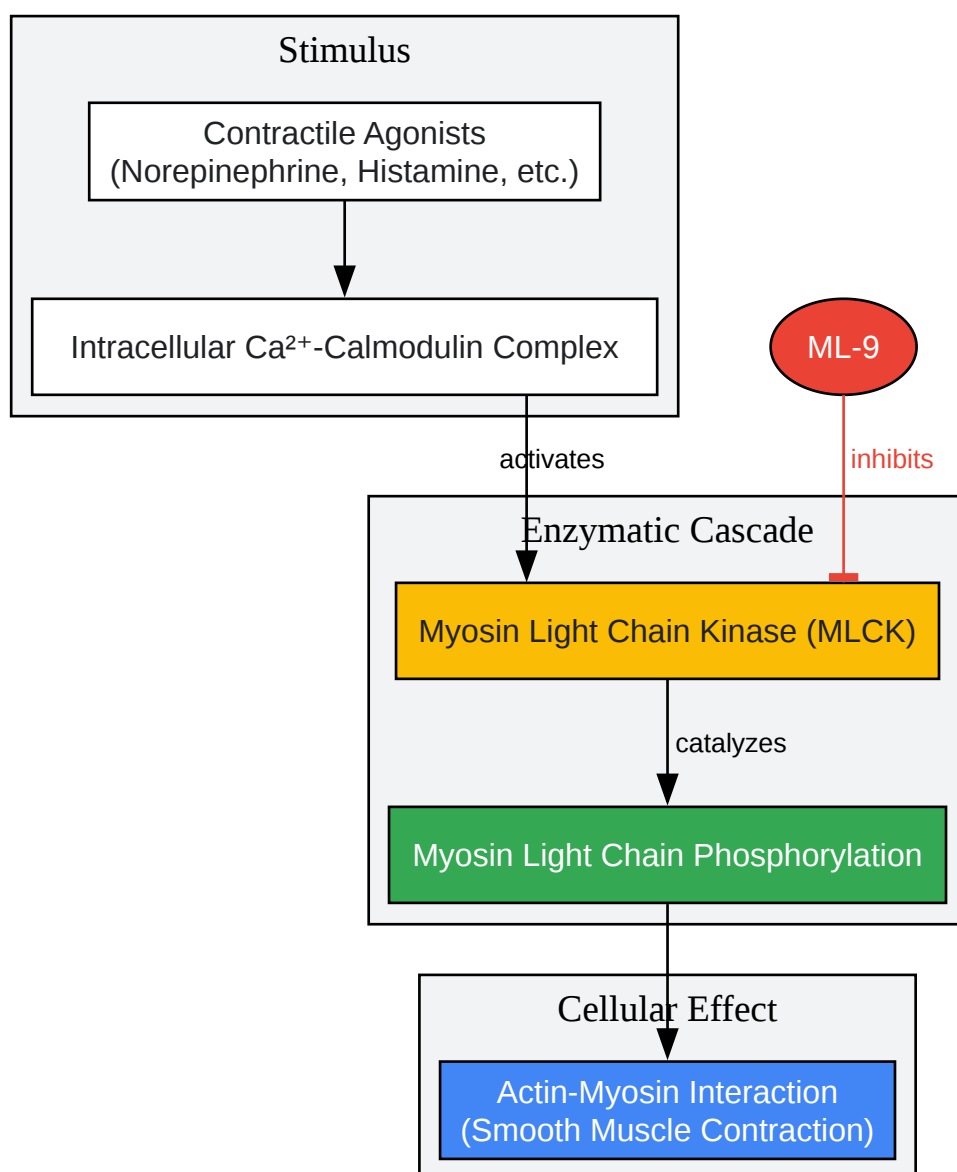 Stimulus
Contractile Agonists
(Norepinephrine, Histamine, etc.)
Intracellular Ca²⁺-Calmodulin Complex
ML-9
activates
inhibits
Enzymatic Cascade
Myosin Light Chain Kinase (MLCK)
catalyzes
Myosin Light Chain Phosphorylation
Cellular Effect
Actin-Myosin Interaction
(Smooth Muscle Contraction)